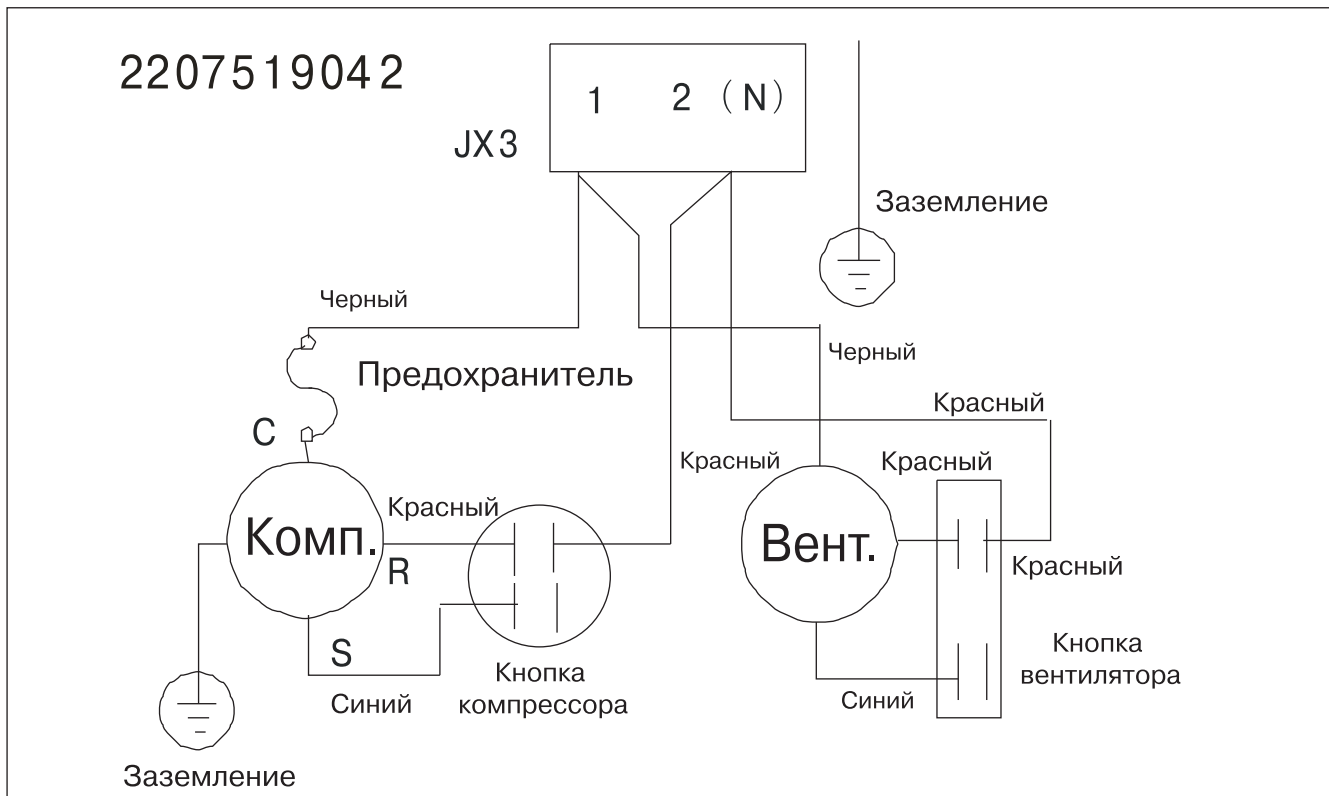 2207519042
1 2 (N)
JX3
Заземление
Черный
Черный
Предохранитель
Красный
C
Красный
Красный
Красный
Комп.
Вент.
R
Красный
S
Кнопка
компрессора
Кнопка
вентилятора
Синий
Синий
Заземление